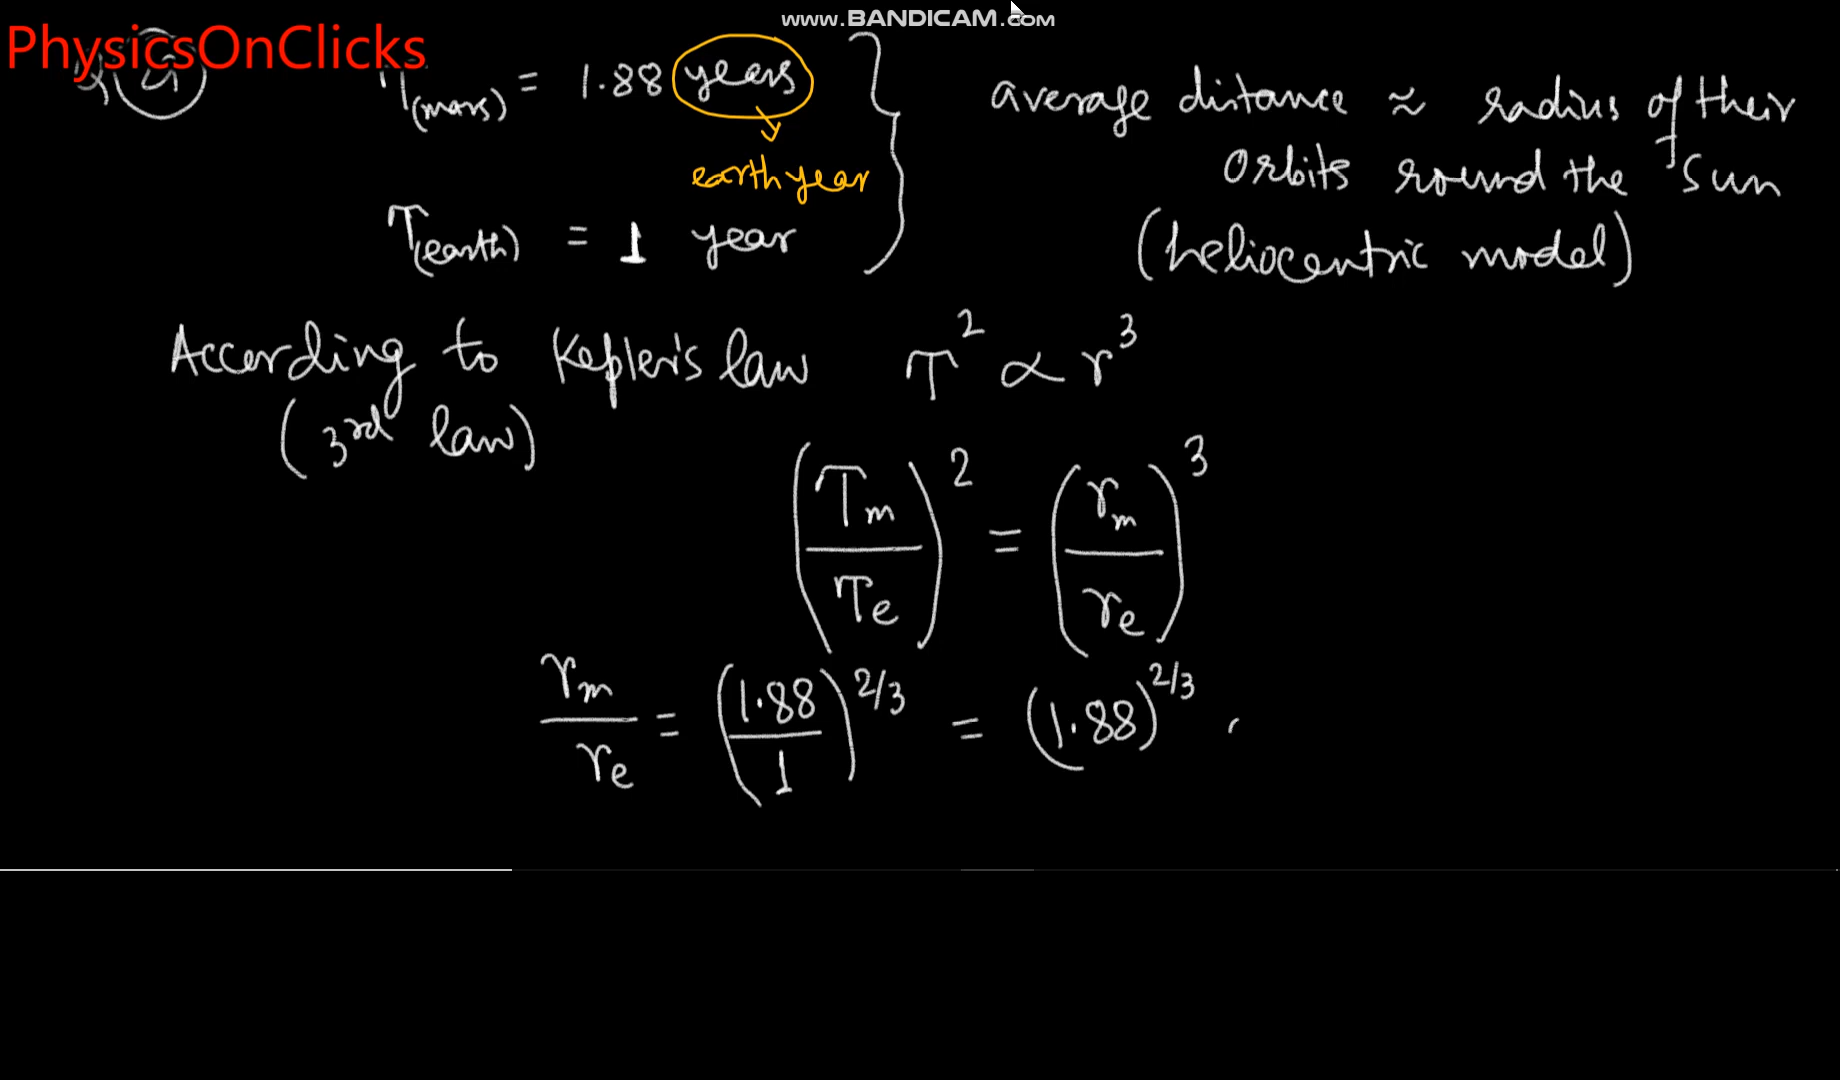 www.BANDICAM.com
PhysicsOnClicks
T(mars) = 1.88 years
earth year
T(earth) = 1 year
average distance ≈ radius of their
orbits round the sun
(heliocentric model)
According to Kepler's law T² ∝ r³
(3rd law)
(Tm/Te)² = (rm/re)³
rm/re = (1.88/1)^2/3 = (1.88)^2/3